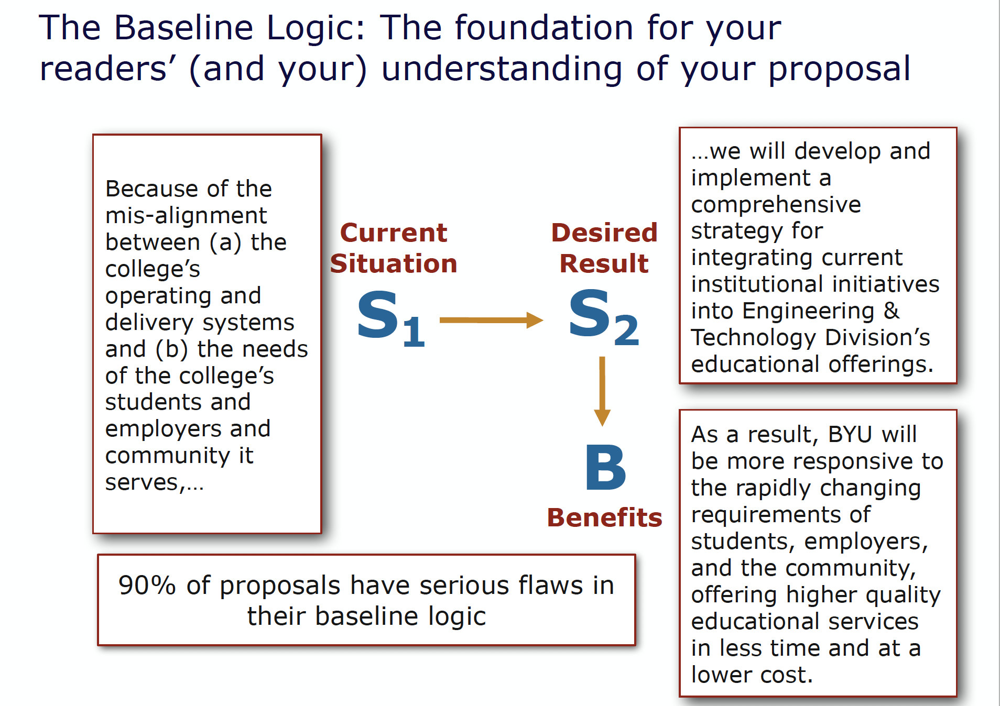 The Baseline Logic: The foundation for your
readers’ (and your) understanding of your proposal
Because of the
mis-alignment
between (a) the
college’s
operating and
delivery systems
and (b) the needs
of the college’s
students and
employers and
community it
serves,...
Current
Situation
S1
Desired
Result
S2
B
Benefits
...we will develop and
implement a
comprehensive
strategy for
integrating current
institutional initiatives
into Engineering &
Technology Division’s
educational offerings.
As a result, BYU will
be more responsive to
the rapidly changing
requirements of
students, employers,
and the community,
offering higher quality
educational services
in less time and at a
lower cost.
90% of proposals have serious flaws in
their baseline logic